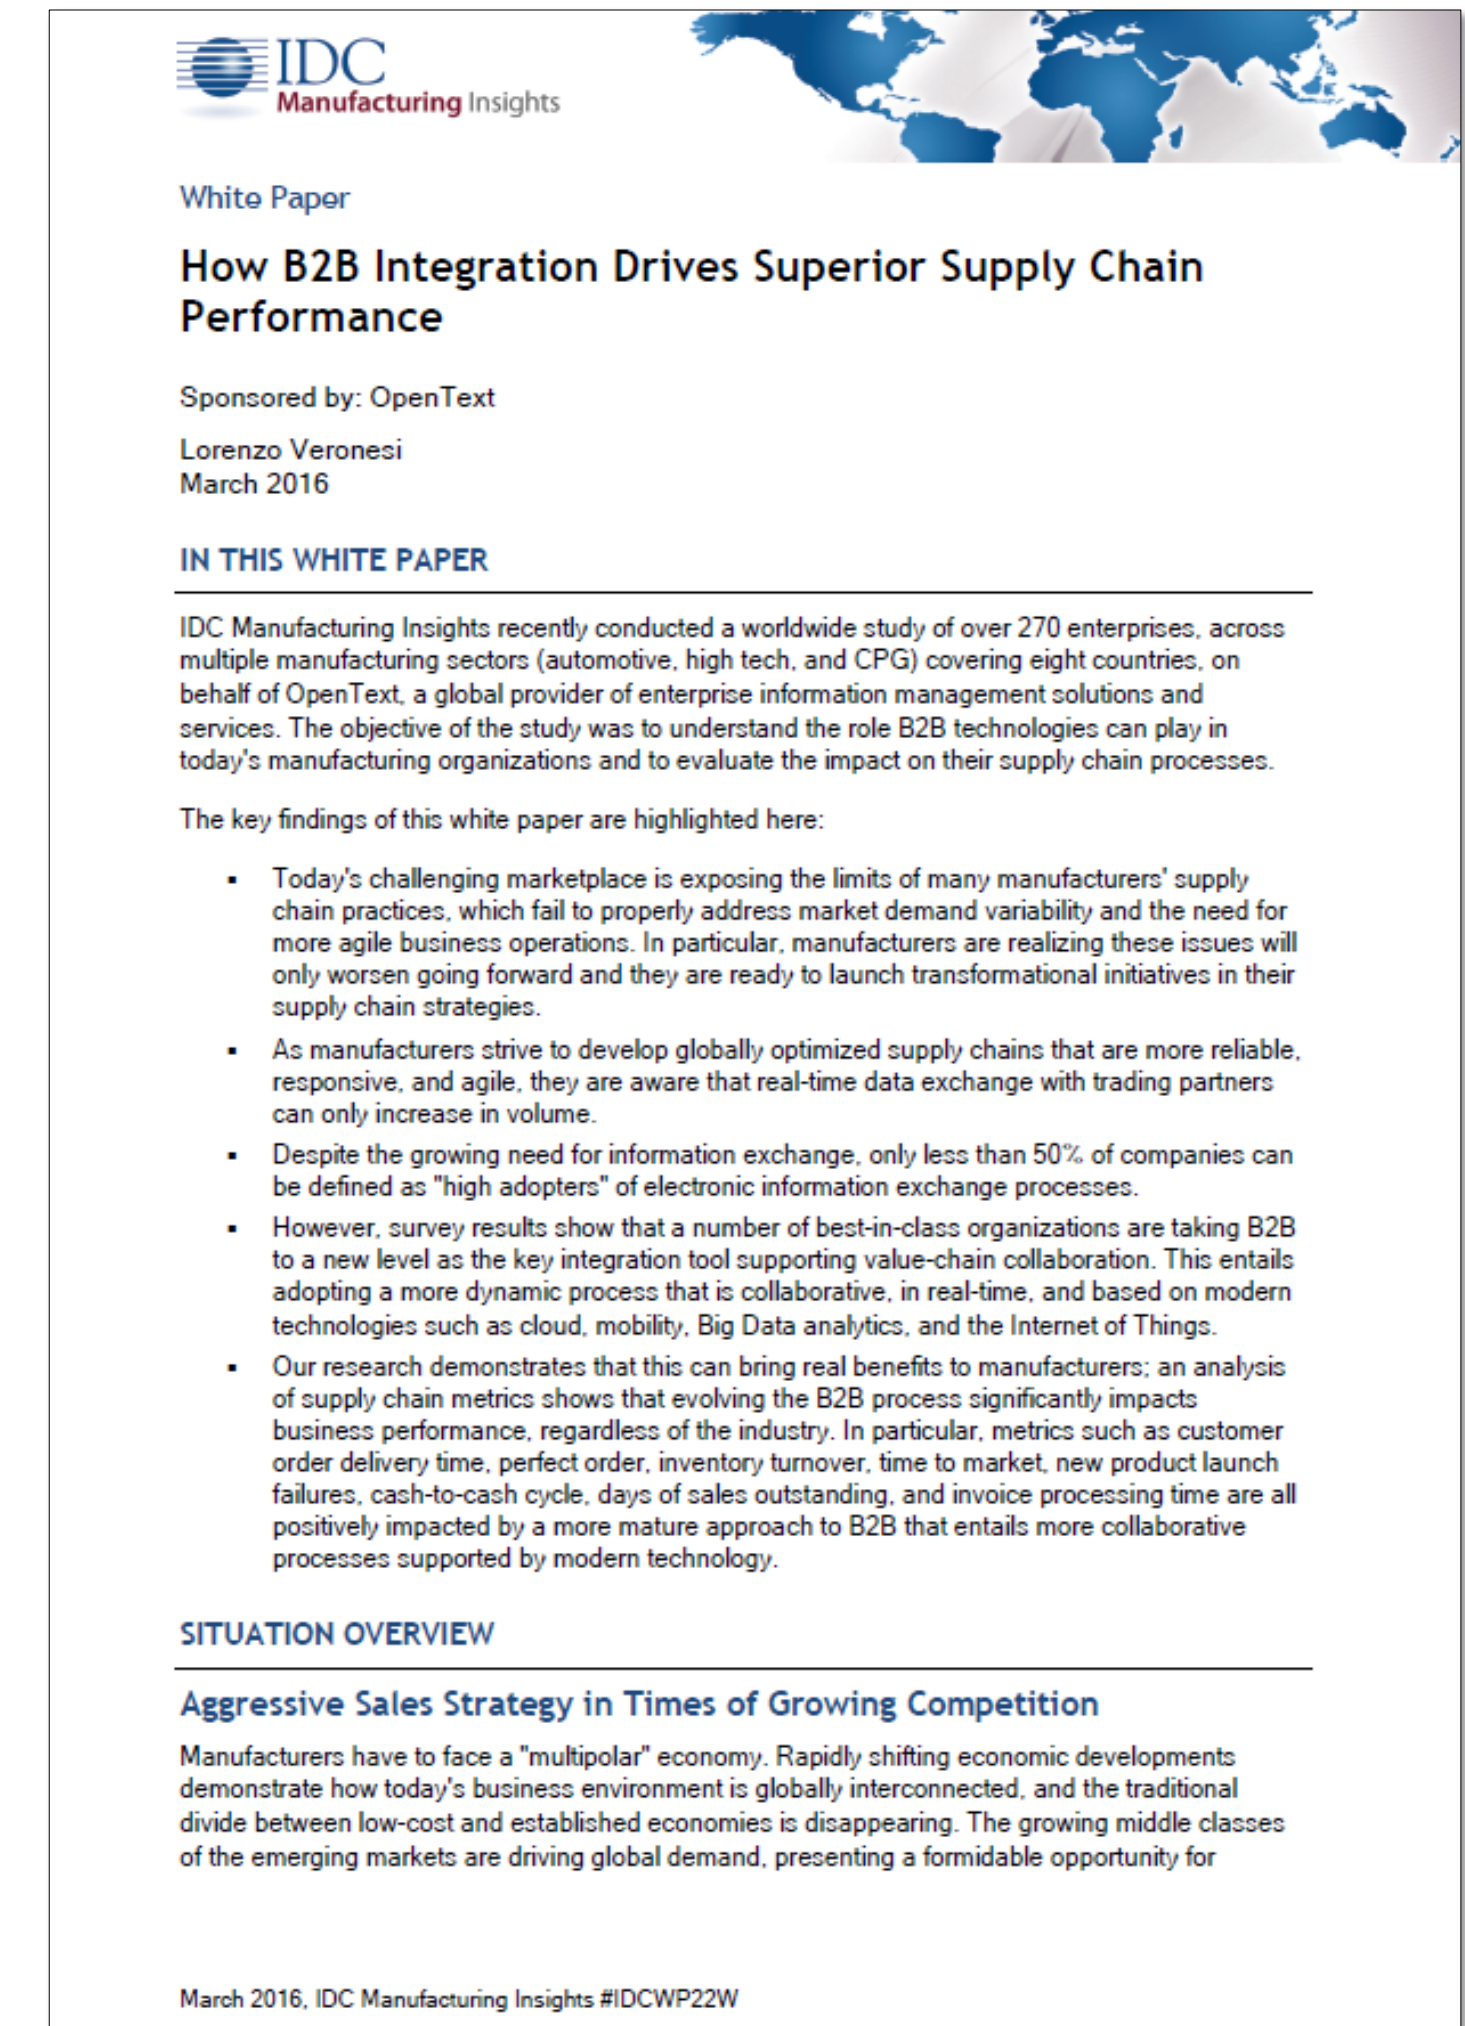 IDC
Manufacturing Insights
White Paper
How B2B Integration Drives Superior Supply Chain
Performance
Sponsored by: OpenText
Lorenzo Veronesi
March 2016
IN THIS WHITE PAPER
IDC Manufacturing Insights recently conducted a worldwide study of over 270 enterprises, across
multiple manufacturing sectors (automotive, high tech, and CPG) covering eight countries, on
behalf of OpenText, a global provider of enterprise information management solutions and
services. The objective of the study was to understand the role B2B technologies can play in
today's manufacturing organizations and to evaluate the impact on their supply chain processes.
The key findings of this white paper are highlighted here:
▪ Today's challenging marketplace is exposing the limits of many manufacturers' supply
chain practices, which fail to properly address market demand variability and the need for
more agile business operations. In particular, manufacturers are realizing these issues will
only worsen going forward and they are ready to launch transformational initiatives in their
supply chain strategies.
▪ As manufacturers strive to develop globally optimized supply chains that are more reliable,
responsive, and agile, they are aware that real-time data exchange with trading partners
can only increase in volume.
▪ Despite the growing need for information exchange, only less than 50% of companies can
be defined as "high adopters" of electronic information exchange processes.
▪ However, survey results show that a number of best-in-class organizations are taking B2B
to a new level as the key integration tool supporting value-chain collaboration. This entails
adopting a more dynamic process that is collaborative, in real-time, and based on modern
technologies such as cloud, mobility, Big Data analytics, and the Internet of Things.
▪ Our research demonstrates that this can bring real benefits to manufacturers; an analysis
of supply chain metrics shows that evolving the B2B process significantly impacts
business performance, regardless of the industry. In particular, metrics such as customer
order delivery time, perfect order, inventory turnover, time to market, new product launch
failures, cash-to-cash cycle, days of sales outstanding, and invoice processing time are all
positively impacted by a more mature approach to B2B that entails more collaborative
processes supported by modern technology.
SITUATION OVERVIEW
Aggressive Sales Strategy in Times of Growing Competition
Manufacturers have to face a "multipolar" economy. Rapidly shifting economic developments
demonstrate how today's business environment is globally interconnected, and the traditional
divide between low-cost and established economies is disappearing. The growing middle classes
of the emerging markets are driving global demand, presenting a formidable opportunity for
March 2016, IDC Manufacturing Insights #IDCWP22W